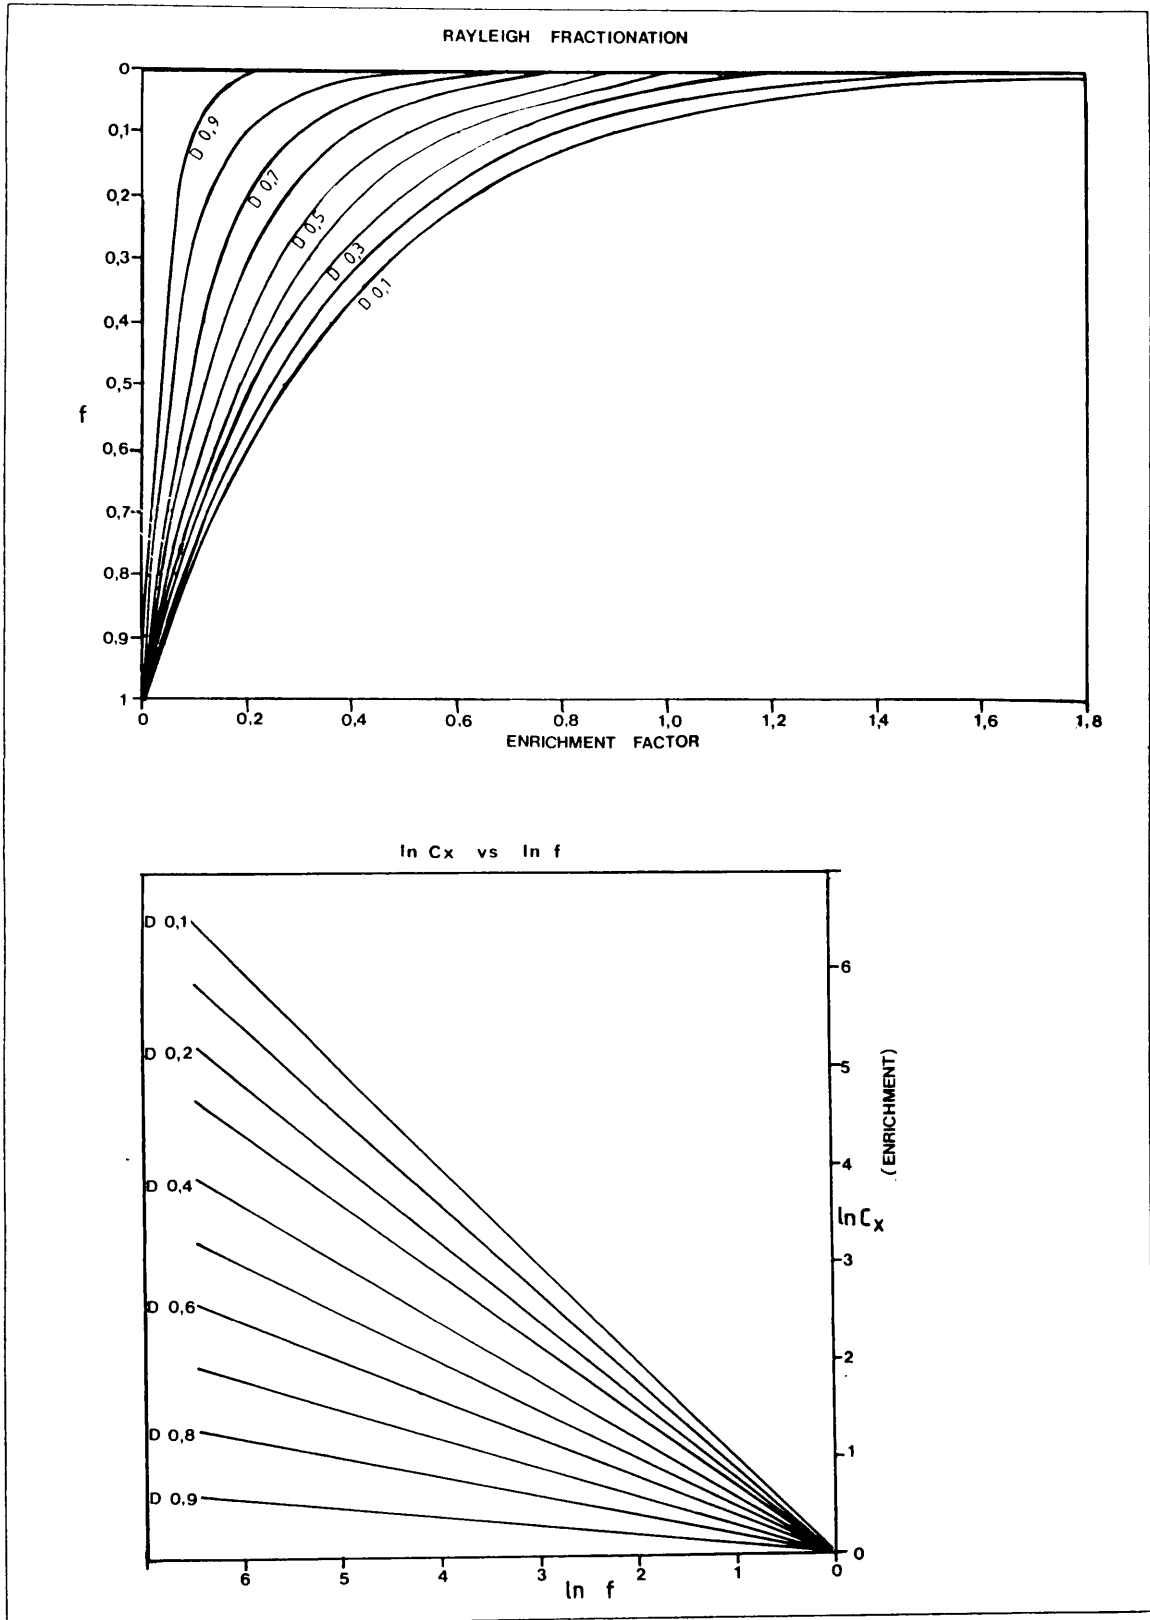 RAYLEIGH FRACTIONATION
0
0,1
0,2
0,3
0,4
0,5
f
0,6
0,7
0,8
0,9
1
D 0,9
D 0,7
D 0,5
D 0,3
D 0,1
0 0,2 0,4 0,6 0,8 1,0 1,2 1,4 1,6 1,8
ENRICHMENT FACTOR
ln Cx vs ln f
D 0,1
D 0,2
D 0,4
D 0,6
D 0,8
D 0,9
6
5
4
ln Cx
3
2
1
0
(ENRICHMENT)
6 5 4 3 2 1 0
ln f